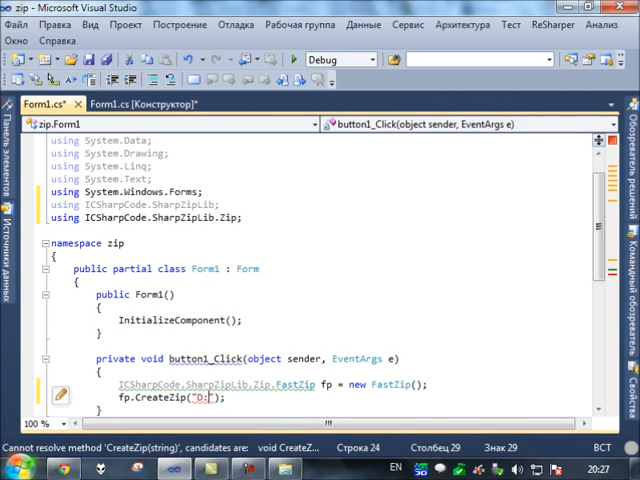 zip - Microsoft Visual Studio
Файл Правка Вид Проект Построение Отладка Рабочая группа Данные Сервис Архитектура Тест ReSharper Анализ
Окно Справка
Debug
Form1.cs* Form1.cs [Конструктор]*
zip.Form1 button1_Click(object sender, EventArgs e)
using System.Data;
using System.Drawing;
using System.Linq;
using System.Text;
using System.Windows.Forms;
using ICSharpCode.SharpZipLib;
using ICSharpCode.SharpZipLib.Zip;
namespace zip
{
public partial class Form1 : Form
{
public Form1()
{
InitializeComponent();
}
private void button1_Click(object sender, EventArgs e)
{
ICSharpCode.SharpZipLib.Zip.FastZip fp = new FastZip();
fp.CreateZip("D:");
}
100 %
Панель элементов
Источники данных
Обозреватель решений
Командный обозреватель
Свойства
Cannot resolve method 'CreateZip(string)', candidates are: void CreateZ... Строка 24 Столбец 29 Знак 29 ВСТ
EN 20:27